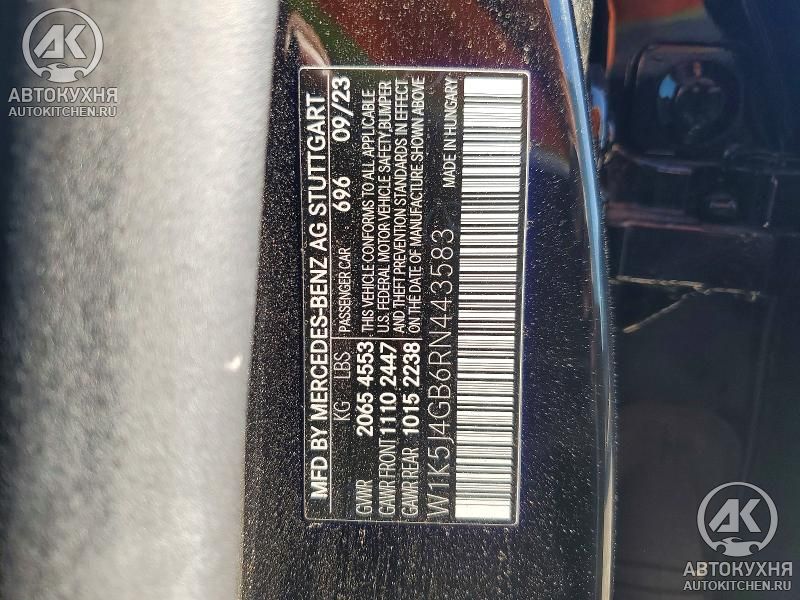 АК
АВТОКУХНЯ
AUTOKITCHEN.RU
MFD BY MERCEDES-BENZ AG STUTTGART
KG LBS PASSENGER CAR 696 09/23
GVWR 2065 4553 THIS VEHICLE CONFORMS TO ALL APPLICABLE
GAWR FRONT 1110 2447 U.S. FEDERAL MOTOR VEHICLE SAFETY,BUMPER
GAWR REAR 1015 2238 AND THEFT PREVENTION STANDARDS IN EFFECT
ON THE DATE OF MANUFACTURE SHOWN ABOVE
W1K5J4GB6RN443583 MADE IN HUNGARY
АК
АВТОКУХНЯ
AUTOKITCHEN.RU